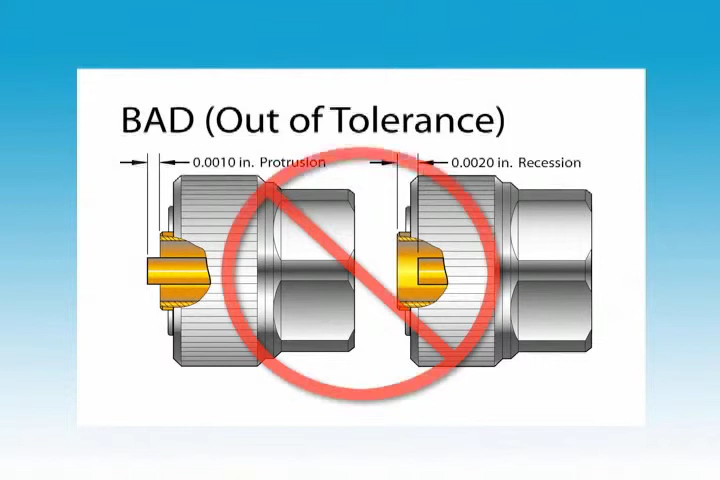 BAD (Out of Tolerance)
0.0010 in. Protrusion
0.0020 in. Recession